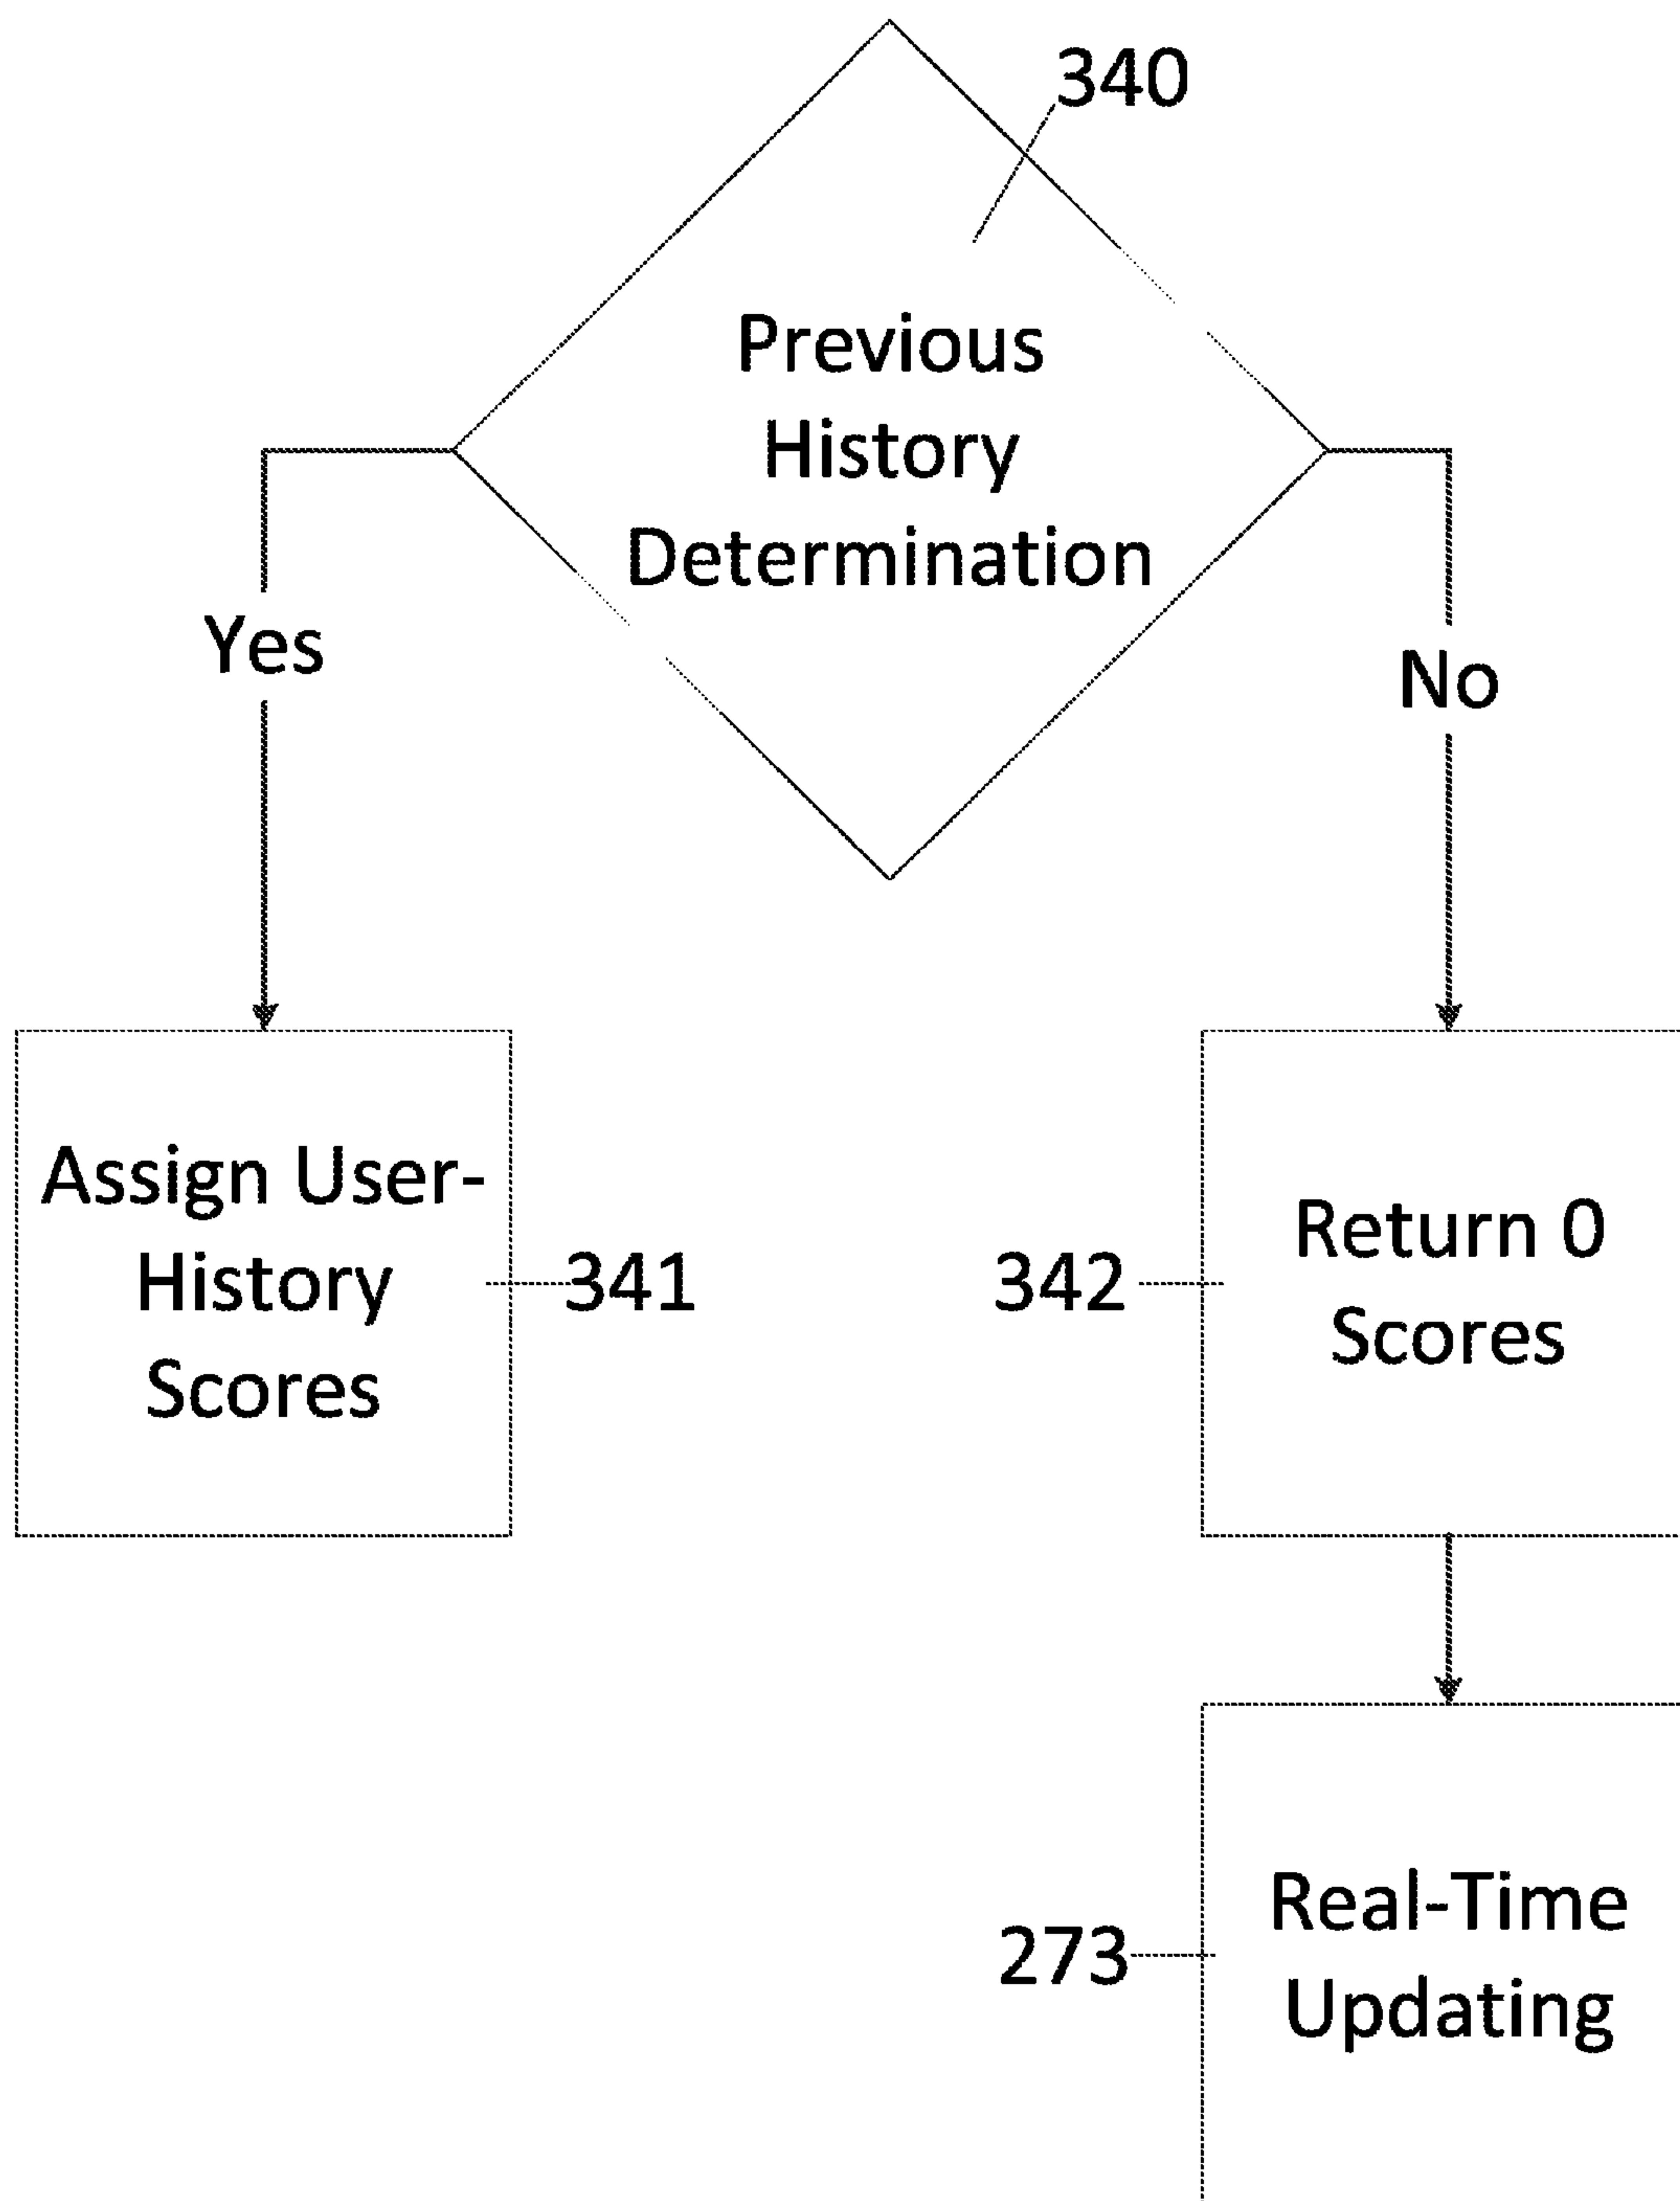 340
Previous
History
Determination
Yes
No
Assign User-
History
Scores
341
342
Return 0
Scores
273
Real-Time
Updating